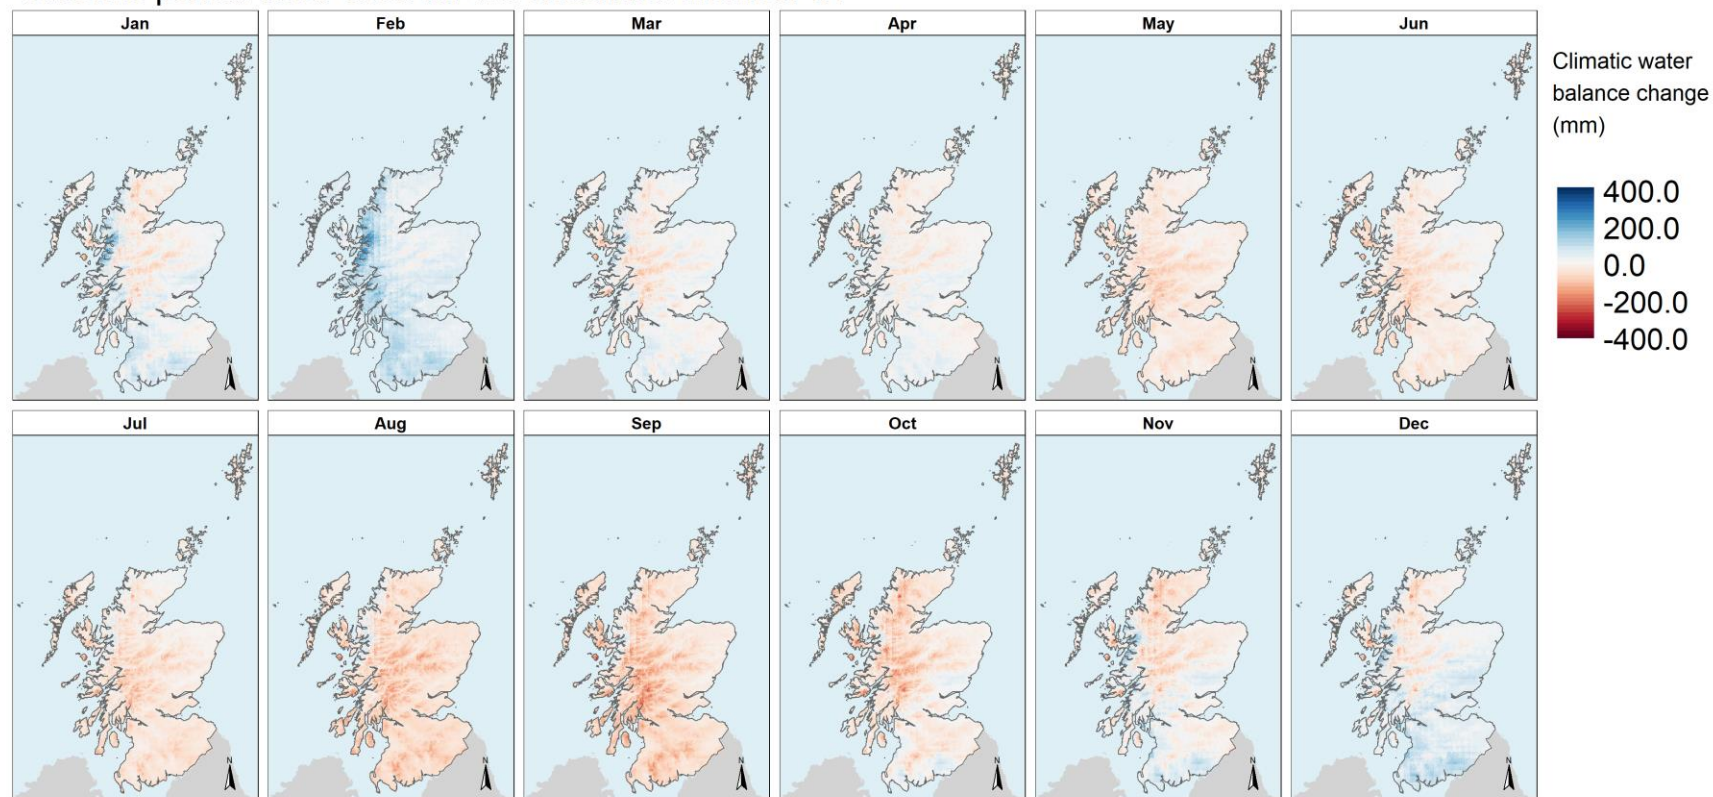 Jan Feb Mar Apr May Jun
Climatic water
balance change
(mm)
400.0
200.0
0.0
-200.0
-400.0
N N N N N N
Jul Aug Sep Oct Nov Dec
N N N N N N